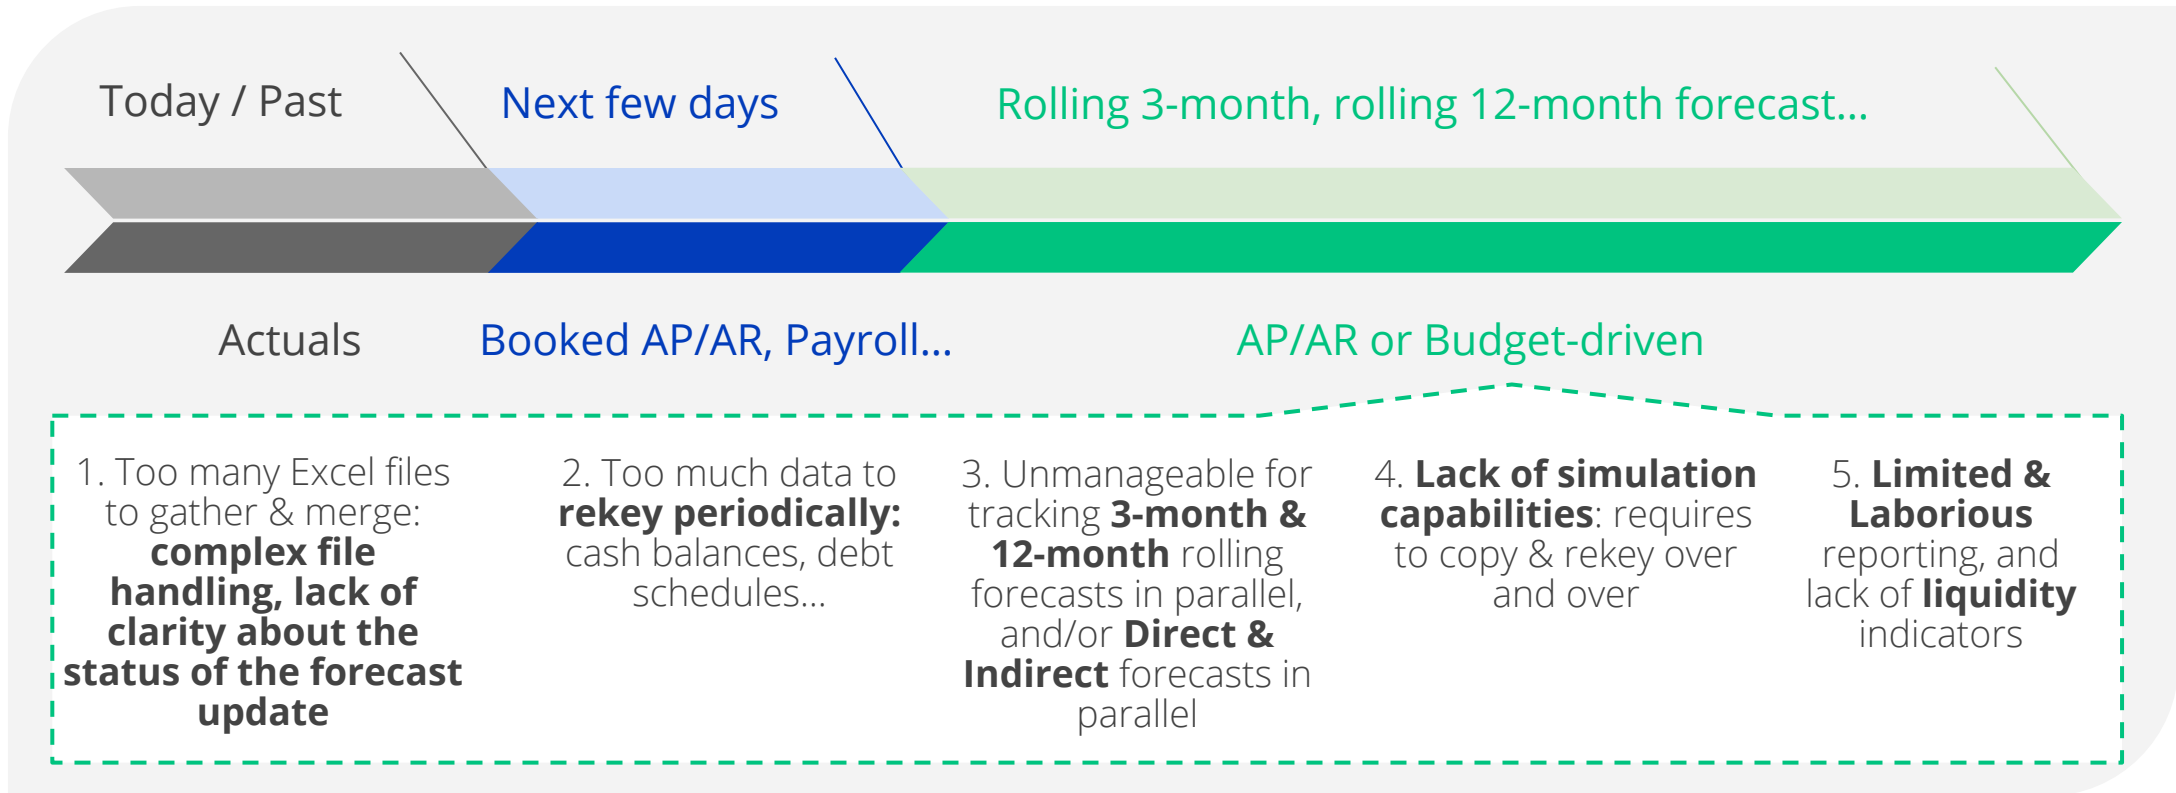 Today / Past
Next few days
Rolling 3-month, rolling 12-month forecast...
Actuals
Booked AP/AR, Payroll...
AP/AR or Budget-driven
1. Too many Excel files
to gather & merge:
complex file
handling, lack of
clarity about the
status of the forecast
update
2. Too much data to
rekey periodically:
cash balances, debt
schedules...
3. Unmanageable for
tracking 3-month &
12-month rolling
forecasts in parallel,
and/or Direct &
Indirect forecasts in
parallel
4. Lack of simulation
capabilities: requires
to copy & rekey over
and over
5. Limited &
Laborious
reporting, and
lack of liquidity
indicators